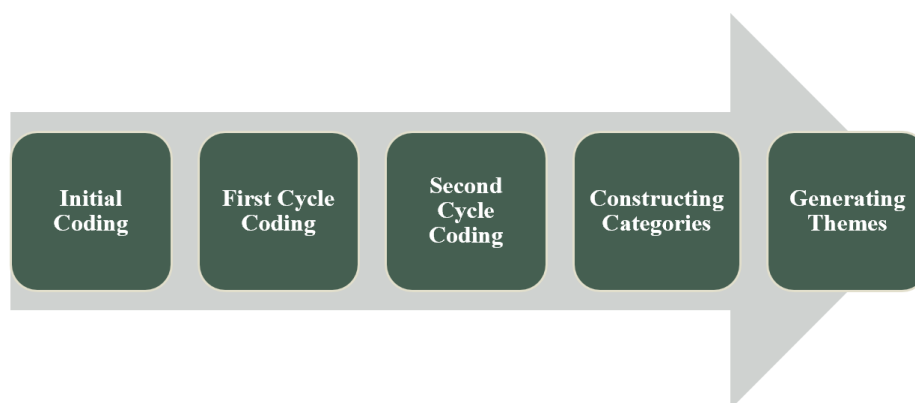 Initial
Coding
First Cycle
Coding
Second
Cycle
Coding
Constructing
Categories
Generating
Themes